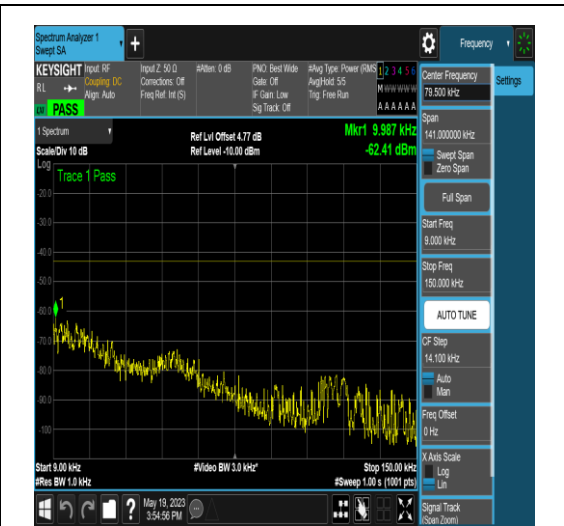 Spectrum Analyzer 1
Swept SA
Frequency
KEYSIGHT
RL
PASS
Input: RF
Coupling: DC
Align: Auto
Input Z: 50 Ω
Corrections: Off
Freq Ref: Int (S)
#Atten: 0 dB
PNO: Best Wide
Gate: Off
IF Gain: Low
Sig Track: Off
#Avg Type: Power (RMS
Avg|Hold: 5/5
Trig: Free Run
1 2 3 4 5 6
M W W W W W
A A A A A A
1 Spectrum
Scale/Div 10 dB
Ref Lvl Offset 4.77 dB
Ref Level -10.00 dBm
Mkr1 9.987 kHz
-62.41 dBm
Log
Trace 1 Pass
-20.0
-30.0
-40.0
-50.0
-60.0
-70.0
-80.0
-90.0
-100
1
Start 9.00 kHz
#Res BW 1.0 kHz
#Video BW 3.0 kHz*
Stop 150.00 kHz
#Sweep 1.00 s (1001 pts)
May 19, 2023
3:54:56 PM
?
Center Frequency
79.500 kHz
Settings
Span
141.000000 kHz
Swept Span
Zero Span
Full Span
Start Freq
9.000 kHz
Stop Freq
150.000 kHz
AUTO TUNE
CF Step
14.100 kHz
Auto
Man
Freq Offset
0 Hz
X Axis Scale
Log
Lin
Signal Track
(Span Zoom)